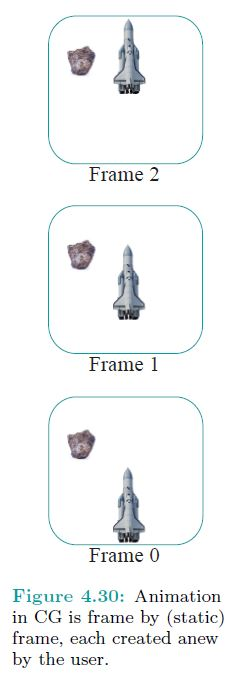 Frame 2
Frame 1
Frame 0
Figure 4.30: Animation
in CG is frame by (static)
frame, each created anew
by the user.